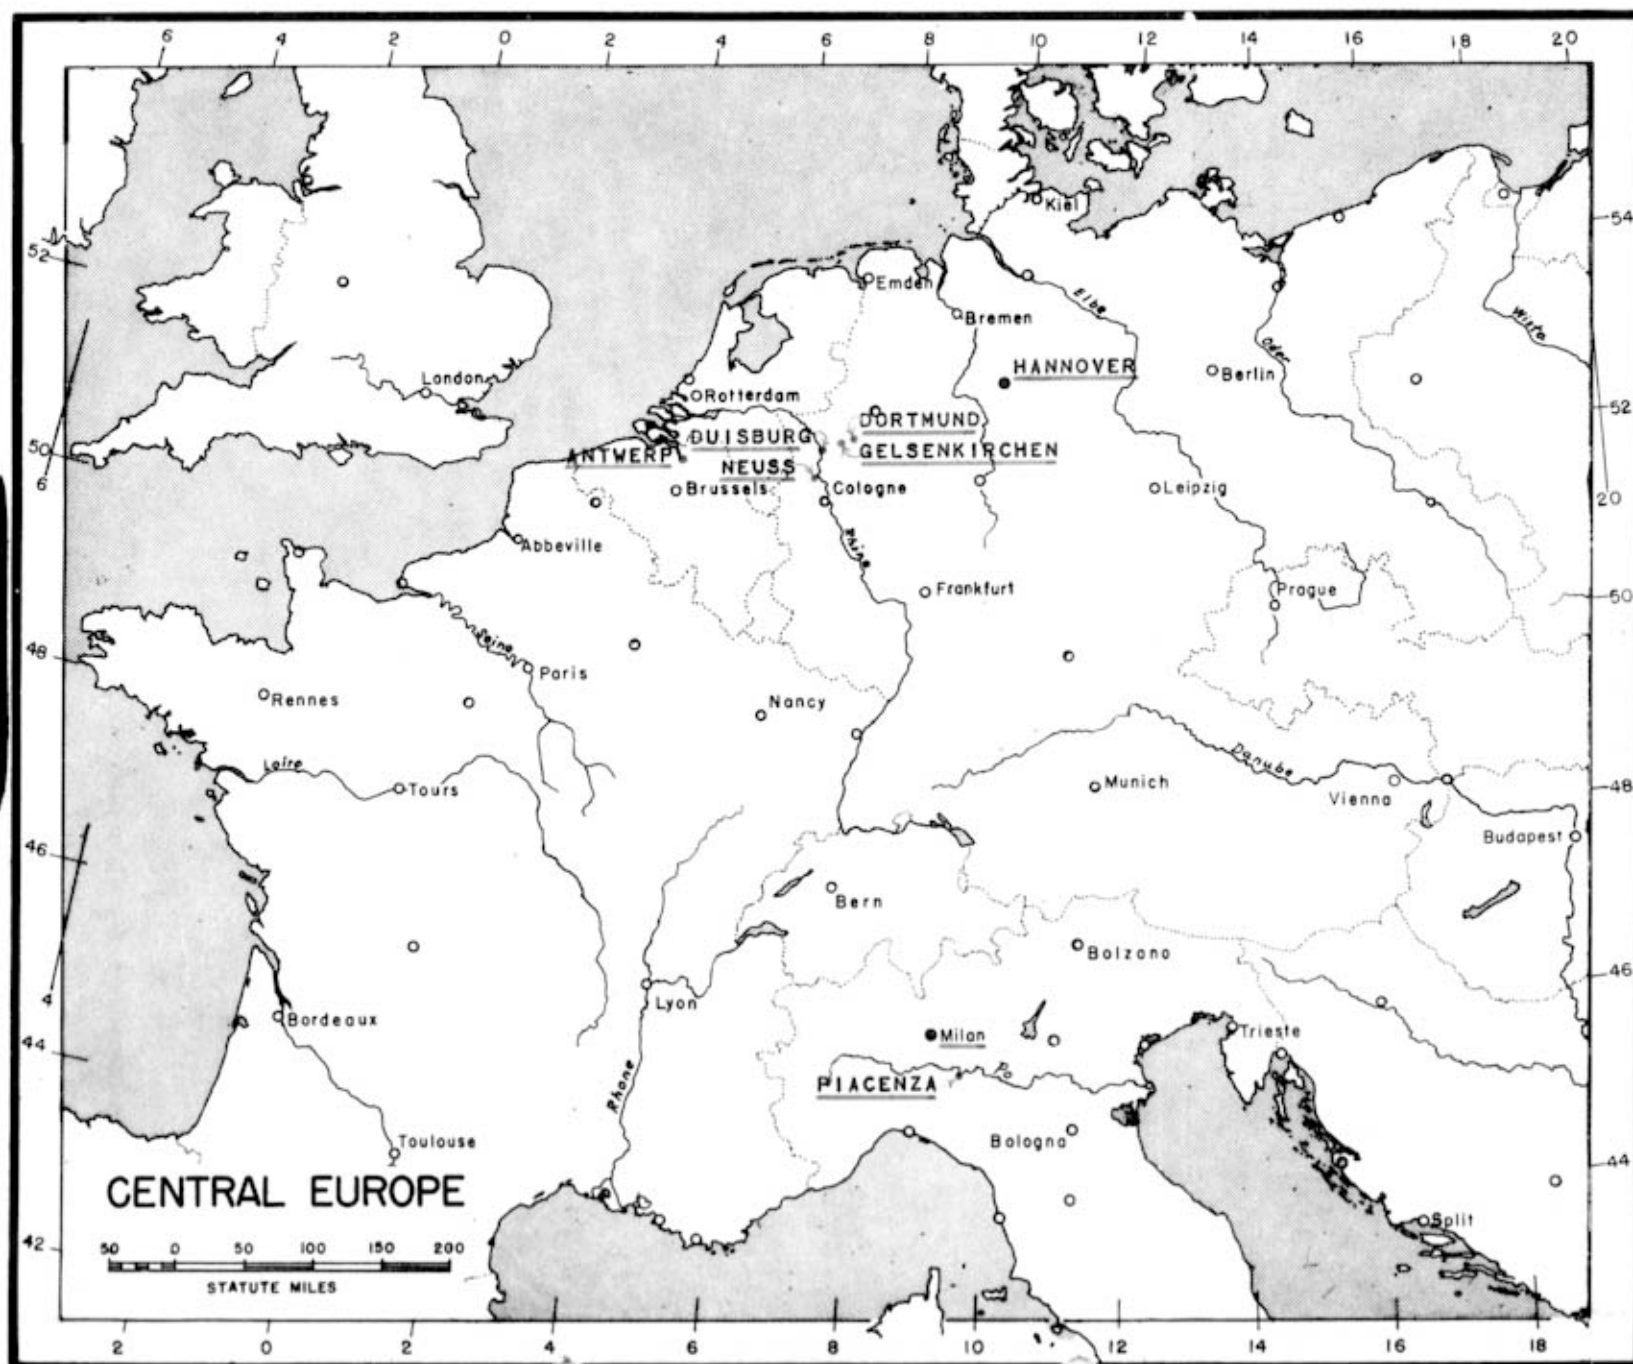 6 4 2 0 2 4 6 8 10 12 14 16 18 20
Kiel
54
52
Emden
Elbe
Bremen
Wista
Oder
HANNOVER
London
Berlin
Rotterdam
52
DORTMUND
DUISBURG
50
ANTWERP
GELSENKIRCHEN
NEUSS
6
Brussels
Cologne
Leipzig
20
Rhine
Abbeville
Frankfurt
Prague
50
Seine
48
Paris
Rennes
Nancy
Loire
Danube
Tours
Munich
48
Vienna
Budapest
46
Bern
Bolzano
46
4
Lyon
Bordeaux
Milan
Trieste
44
Rhone
PIACENZA
Toulouse
Bologna
44
CENTRAL EUROPE
Split
42
50 0 50 100 150 200
STATUTE MILES
2 0 2 4 6 8 10 12 14 16 18